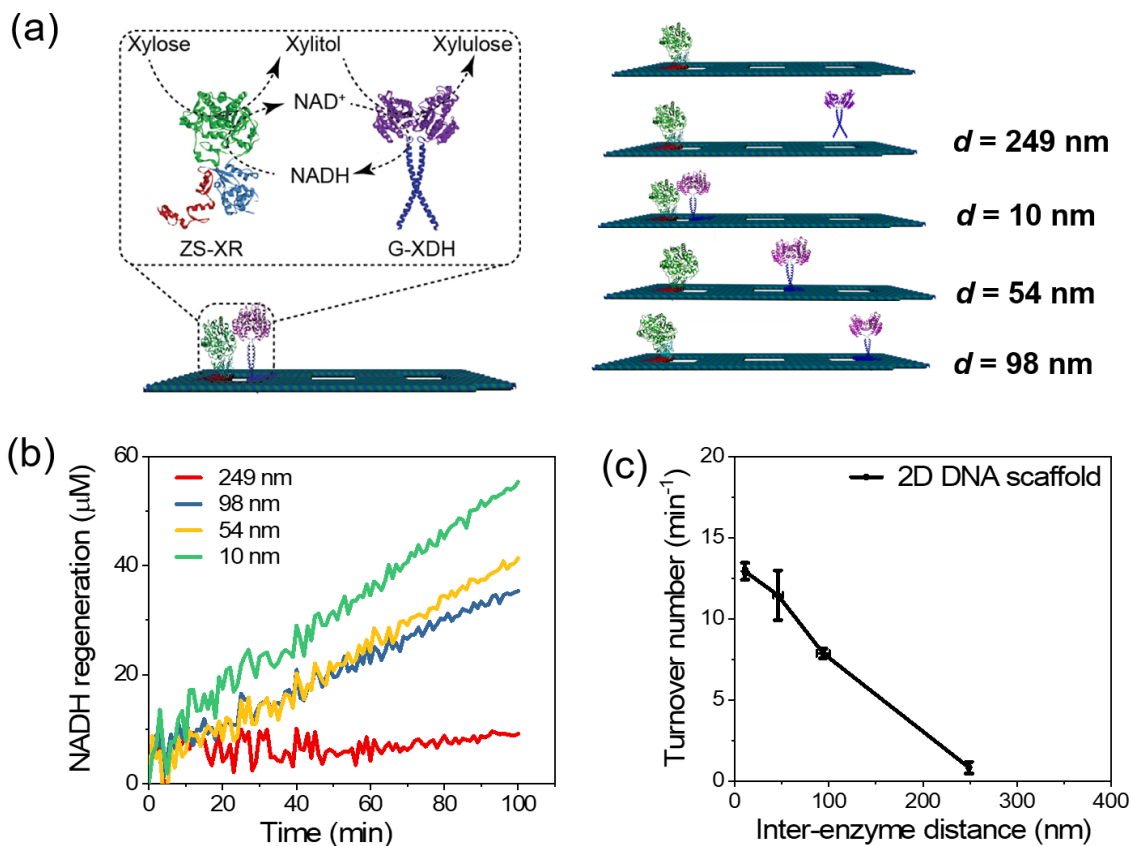 (a)
Xylose Xylitol Xylulose
NAD⁺
NADH
ZS-XR G-XDH
d = 249 nm
d = 10 nm
d = 54 nm
d = 98 nm
(b)
NADH regeneration (μM)
60
40
20
0
249 nm
98 nm
54 nm
10 nm
0 20 40 60 80 100
Time (min)
(c)
Turnover number (min⁻¹)
20
15
10
5
0
2D DNA scaffold
0 100 200 300 400
Inter-enzyme distance (nm)